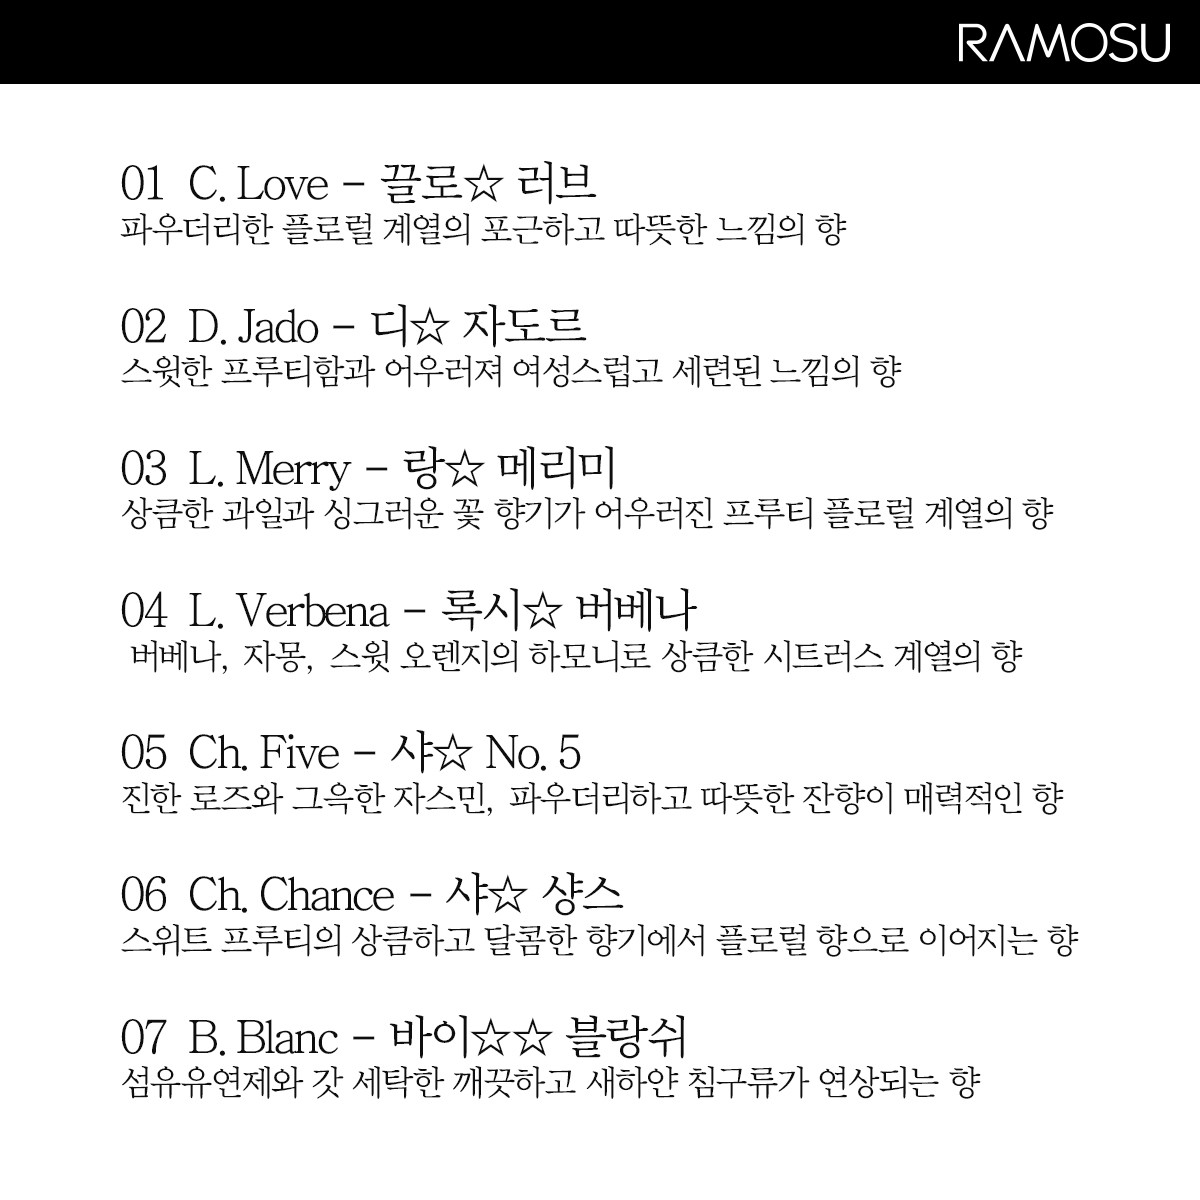 RAMOSU
01 C. Love - 끌로☆ 러브
파우더리한 플로럴 계열의 포근하고 따뜻한 느낌의 향
02 D. Jado - 디☆ 자도르
스윗한 프루티함과 어우러져 여성스럽고 세련된 느낌의 향
03 L. Merry - 랑☆ 메리미
상큼한 과일과 싱그러운 꽃 향기가 어우러진 프루티 플로럴 계열의 향
04 L. Verbena - 록시☆ 버베나
버베나, 자몽, 스윗 오렌지의 하모니로 상큼한 시트러스 계열의 향
05 Ch. Five - 샤☆ No. 5
진한 로즈와 그윽한 자스민, 파우더리하고 따뜻한 잔향이 매력적인 향
06 Ch. Chance - 샤☆ 샹스
스위트 프루티의 상큼하고 달콤한 향기에서 플로럴 향으로 이어지는 향
07 B. Blanc - 바이☆☆ 블랑쉬
섬유유연제와 갓 세탁한 깨끗하고 새하얀 침구류가 연상되는 향